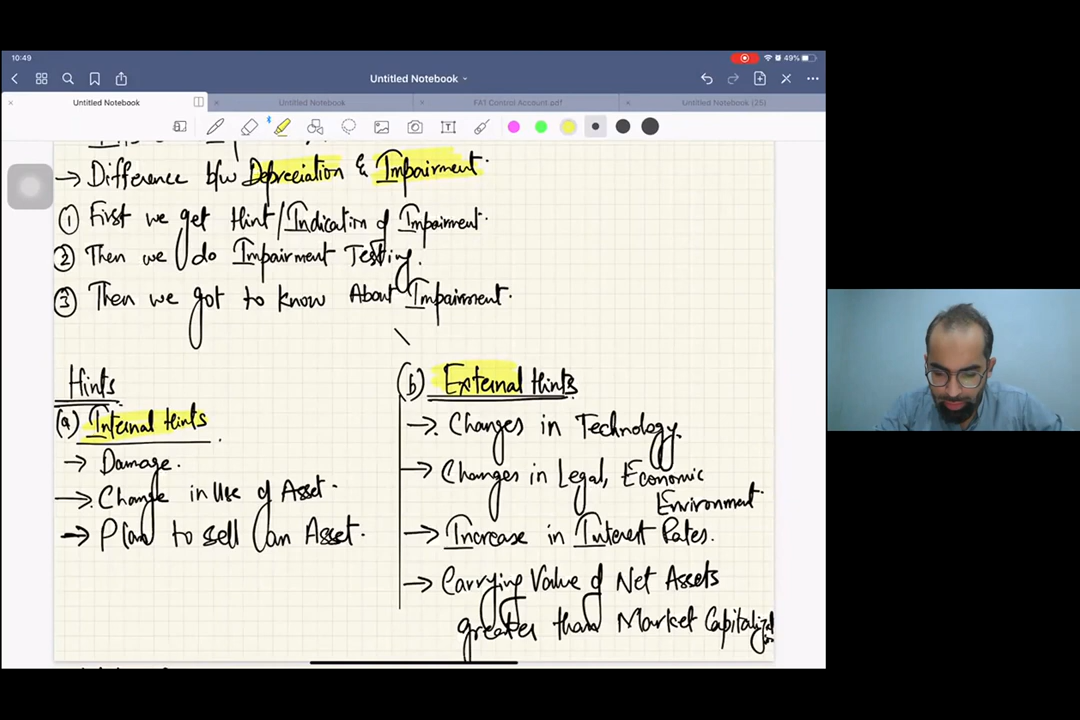 10:49
49%
Untitled Notebook
Untitled Notebook
Untitled Notebook
FA1 Control Account.pdf
Untitled Notebook (25)
→ Difference b/w Depreciation & Impairment.
① First we get Hint/Indication of Impairment.
② Then we do Impairment Testing.
③ Then we got to know About Impairment.
Hints
(a) Internal Hints
→ Damage.
→ Change in Use of Asset.
→ Plan to sell an Asset.
(b) External Hints
→ Changes in Technology.
→ Changes in Legal, Economic
Environment.
→ Increase in Interest Rates.
→ Carrying Value of Net Assets
greater than Market Capitalization